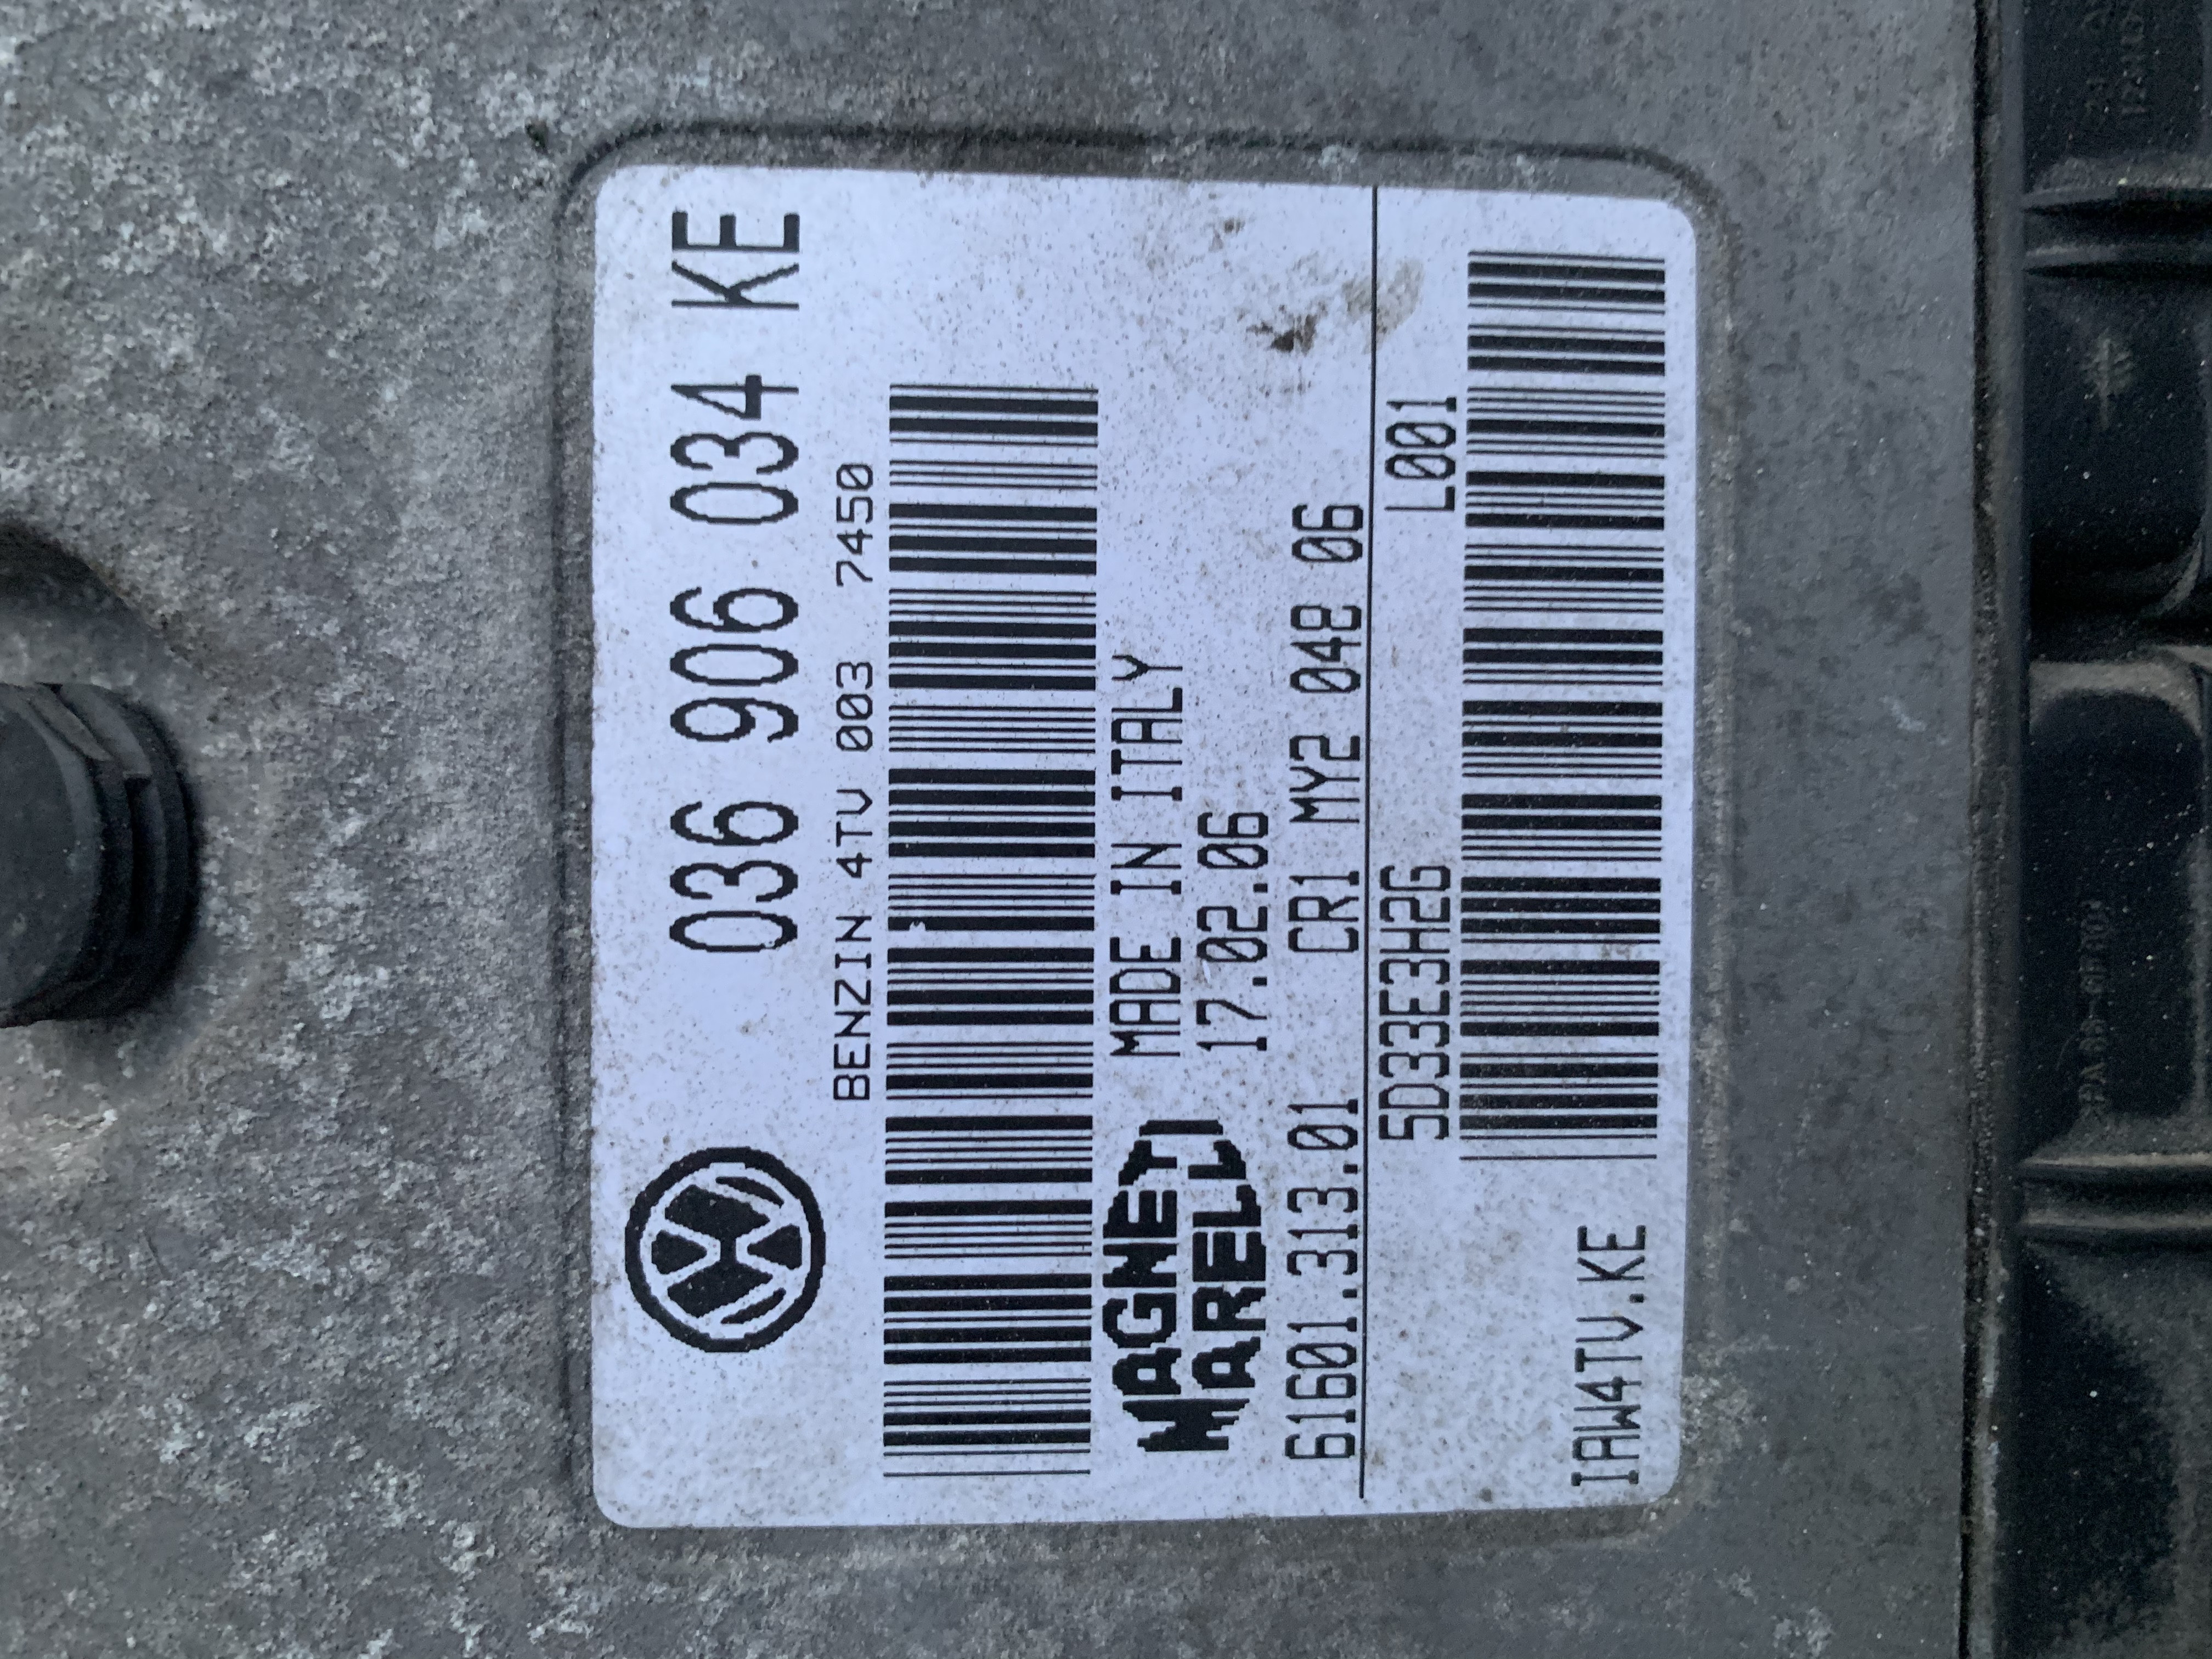 036 906 034 KE
BENZIN 4TV 003 7450
MAGNETI MARELLI
MADE IN ITALY
17.02.06
61601.313.01 CR1 MY2 048 06
5D33E3H2G L001
IAW4TV.KE